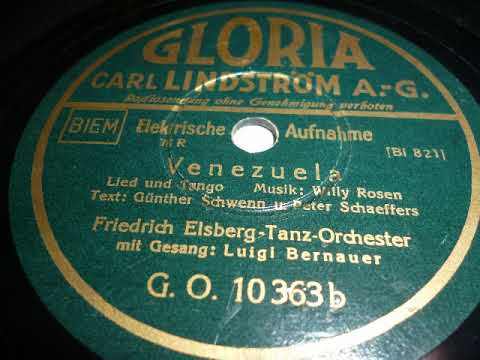 GLORIA
CARL LINDSTRÖM A.-G.
Radiosendung ohne Genehmigung verboten
BIEM Elektrische Aufnahme [BI 821]
Venezuela
Lied und Tango Musik: Willy Rosen
Text: Günther Schwenn u. Peter Schaeffers
Friedrich Elsberg-Tanz-Orchester
mit Gesang: Luigi Bernauer
G. O. 10363b